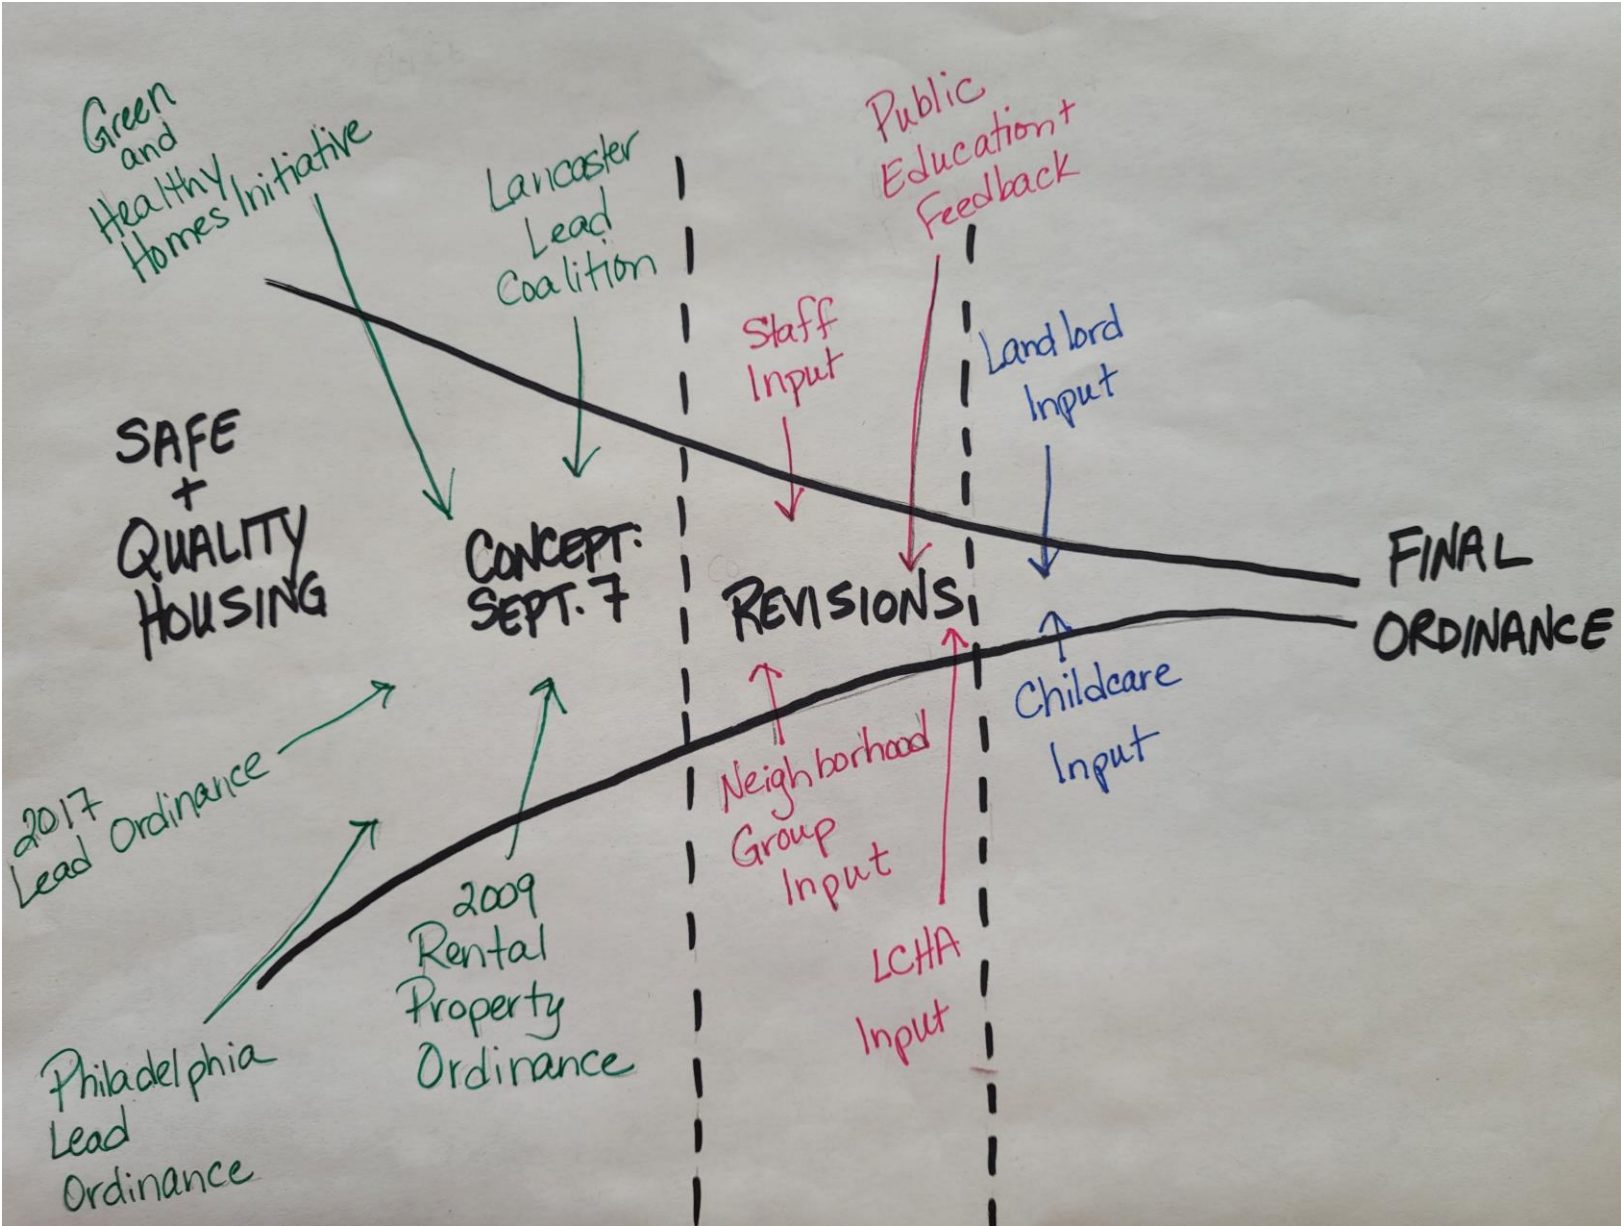 Green
and
Healthy
Homes Initiative
Lancaster
Lead
Coalition
Public
Education +
Feedback
Staff
Input
Landlord
Input
SAFE
+
QUALITY
HOUSING
CONCEPT:
SEPT. 7
REVISIONS
FINAL
ORDINANCE
2017
Lead Ordinance
Philadelphia
Lead
Ordinance
2009
Rental
Property
Ordinance
Neighborhood
Group
Input
LCHA
Input
Childcare
Input